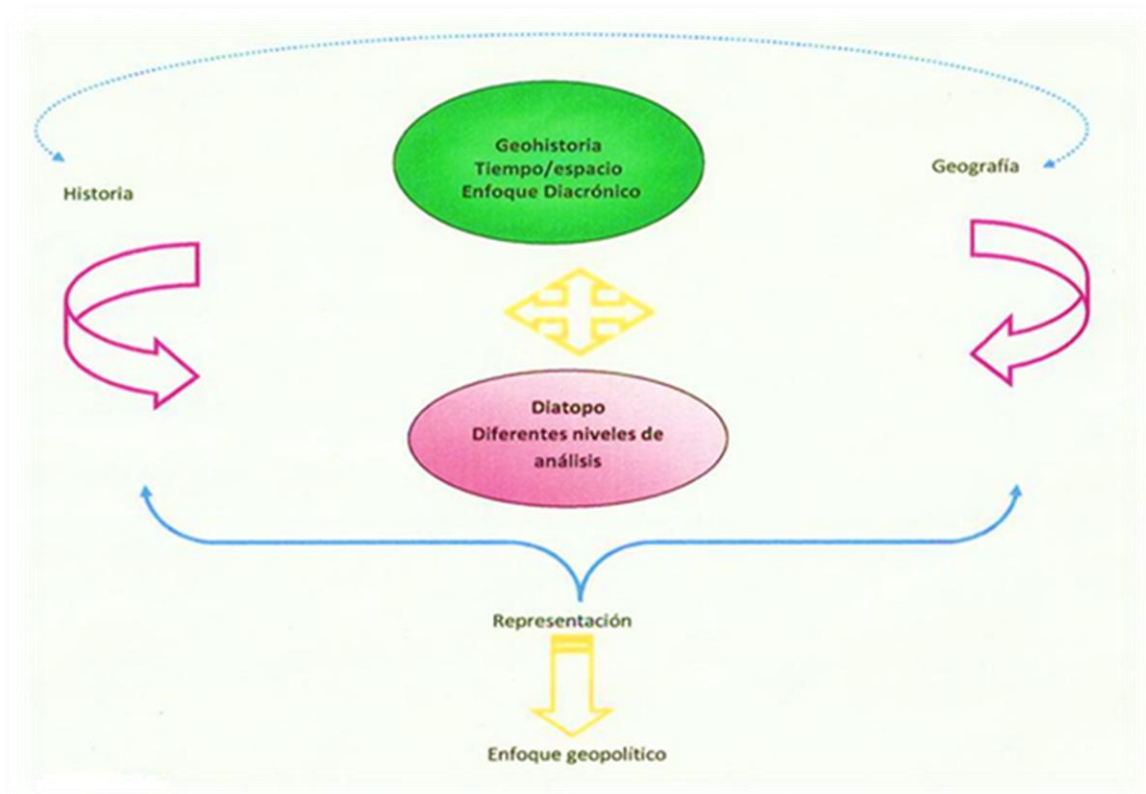 Geohistoria
Tiempo/espacio
Enfoque Diacrónico
Historia
Geografía
Diatopo
Diferentes niveles de
análisis
Representación
Enfoque geopolítico